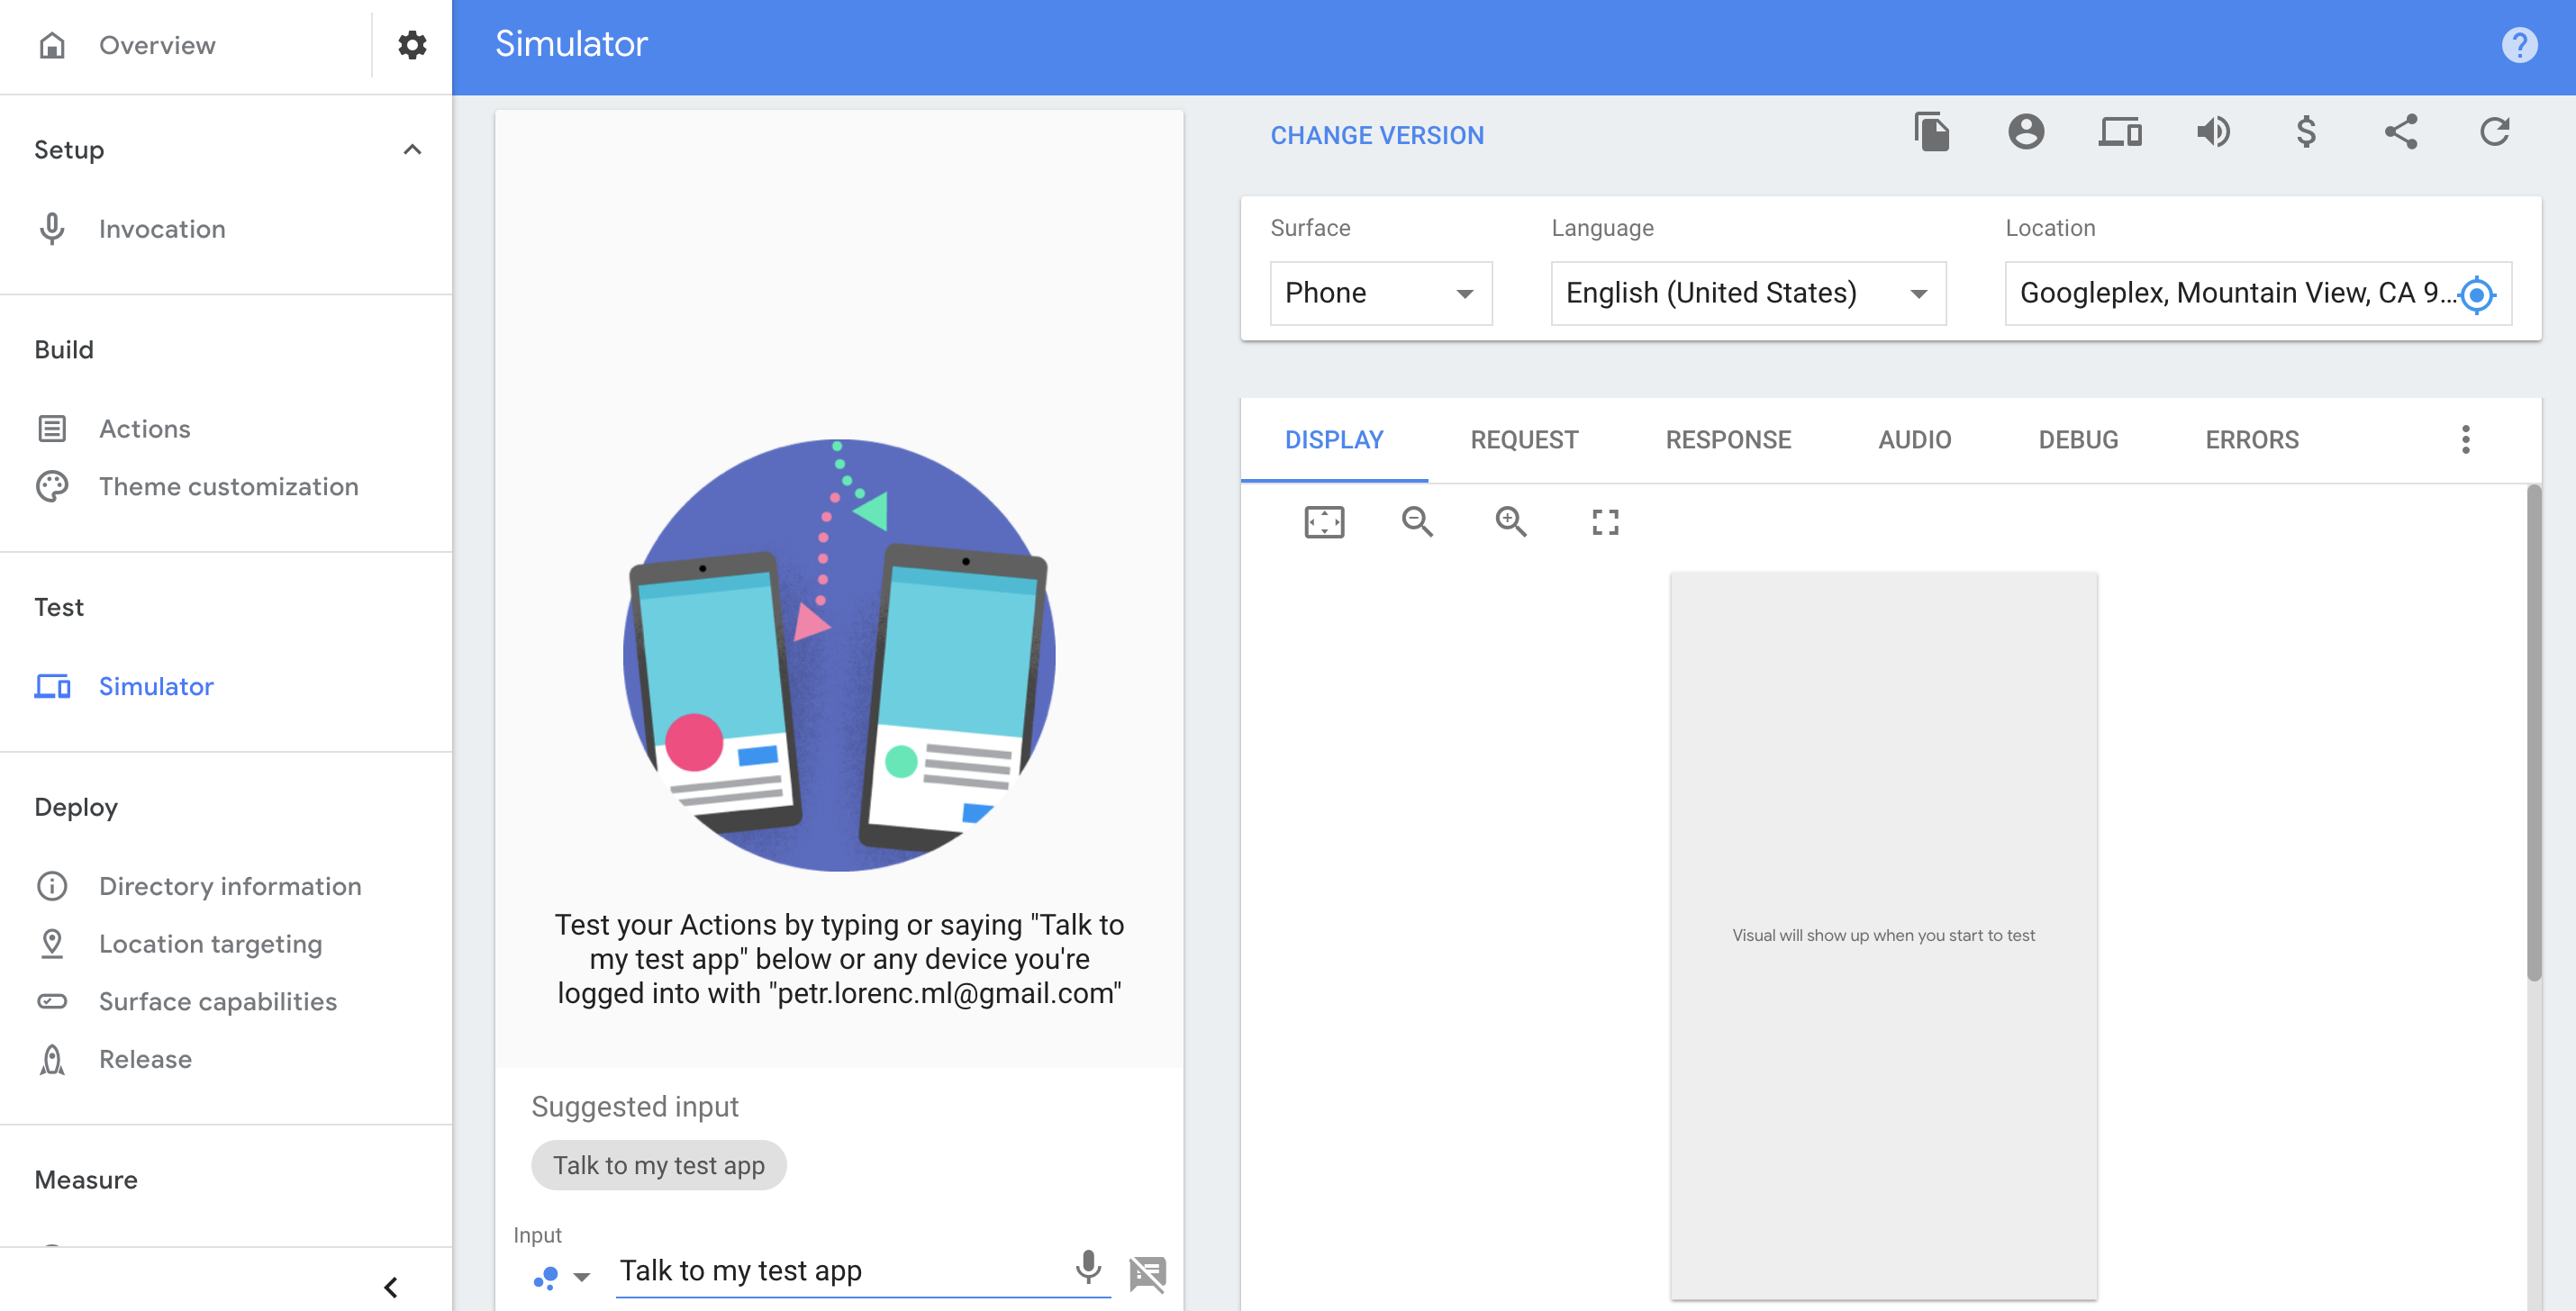 Overview
Setup
Invocation
Build
Actions
Theme customization
Test
Simulator
Deploy
Directory information
Location targeting
Surface capabilities
Release
Measure
Simulator
?
Test your Actions by typing or saying "Talk to
my test app" below or any device you're
logged into with "petr.lorenc.ml@gmail.com"
Suggested input
Talk to my test app
Input
Talk to my test app
CHANGE VERSION
$
Surface
Phone
Language
English (United States)
Location
Googleplex, Mountain View, CA 9...
DISPLAY
REQUEST
RESPONSE
AUDIO
DEBUG
ERRORS
Visual will show up when you start to test